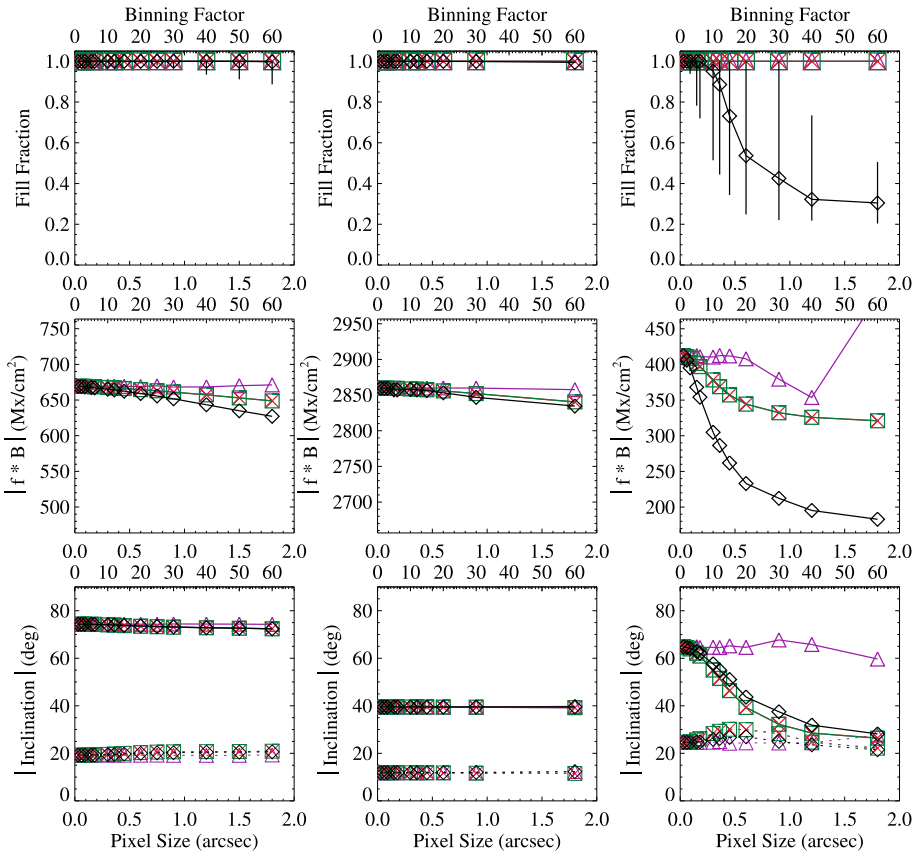 Binning Factor Binning Factor Binning Factor
0 10 20 30 40 50 60 0 10 20 30 40 50 60 0 10 20 30 40 50 60
Fill Fraction Fill Fraction Fill Fraction
1.0 1.0 1.0
0.8 0.8 0.8
0.6 0.6 0.6
0.4 0.4 0.4
0.2 0.2 0.2
0.0 0.0 0.0
0.0 0.5 1.0 1.5 2.0 0.0 0.5 1.0 1.5 2.0 0.0 0.5 1.0 1.5 2.0
0 10 20 30 40 50 60 0 10 20 30 40 50 60 0 10 20 30 40 50 60
| f * B | (Mx/cm²) | f * B | (Mx/cm²) | f * B | (Mx/cm²)
750 2950 450
700 2900 400
650 2850 350
600 2800 300
550 2750 250
500 2700 200
0.0 0.5 1.0 1.5 2.0 0.0 0.5 1.0 1.5 2.0 0.0 0.5 1.0 1.5 2.0
0 10 20 30 40 50 60 0 10 20 30 40 50 60 0 10 20 30 40 50 60
| Inclination | (deg) | Inclination | (deg) | Inclination | (deg)
80 80 80
60 60 60
40 40 40
20 20 20
0 0 0
0.0 0.5 1.0 1.5 2.0 0.0 0.5 1.0 1.5 2.0 0.0 0.5 1.0 1.5 2.0
Pixel Size (arcsec) Pixel Size (arcsec) Pixel Size (arcsec)